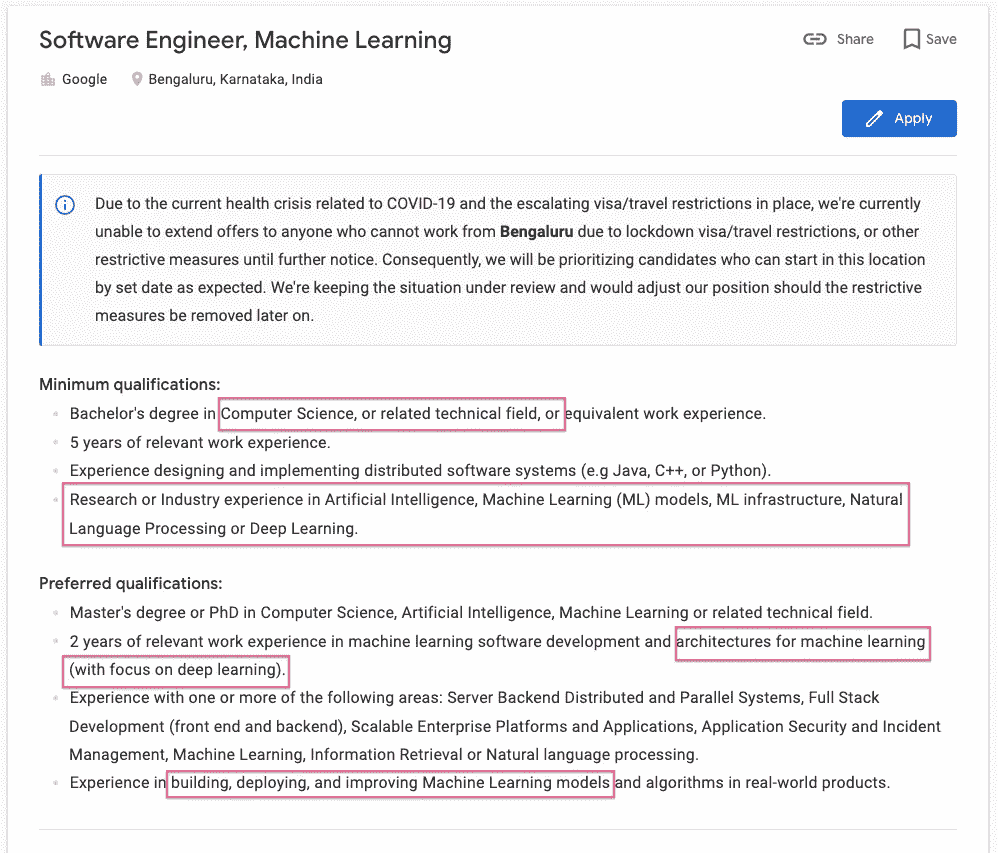 Software Engineer, Machine Learning
Share
Save
Google
Bengaluru, Karnataka, India
Apply
Due to the current health crisis related to COVID-19 and the escalating visa/travel restrictions in place, we're currently
unable to extend offers to anyone who cannot work from Bengaluru due to lockdown visa/travel restrictions, or other
restrictive measures until further notice. Consequently, we will be prioritizing candidates who can start in this location
by set date as expected. We're keeping the situation under review and would adjust our position should the restrictive
measures be removed later on.
Minimum qualifications:
Bachelor's degree in Computer Science, or related technical field, or equivalent work experience.
5 years of relevant work experience.
Experience designing and implementing distributed software systems (e.g Java, C++, or Python).
Research or Industry experience in Artificial Intelligence, Machine Learning (ML) models, ML infrastructure, Natural
Language Processing or Deep Learning.
Preferred qualifications:
Master's degree or PhD in Computer Science, Artificial Intelligence, Machine Learning or related technical field.
2 years of relevant work experience in machine learning software development and architectures for machine learning
(with focus on deep learning).
Experience with one or more of the following areas: Server Backend Distributed and Parallel Systems, Full Stack
Development (front end and backend), Scalable Enterprise Platforms and Applications, Application Security and Incident
Management, Machine Learning, Information Retrieval or Natural language processing.
Experience in building, deploying, and improving Machine Learning models and algorithms in real-world products.